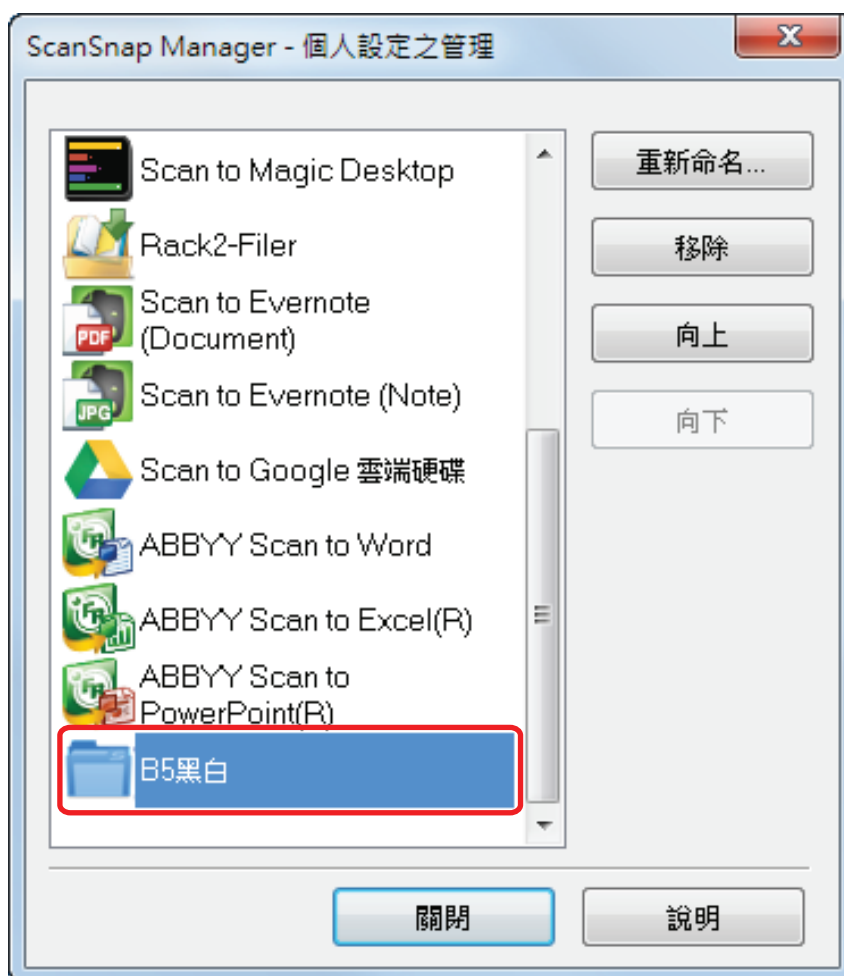 ScanSnap Manager - 個人設定之管理
Scan to Magic Desktop
Rack2-Filer
Scan to Evernote
(Document)
PDF
Scan to Evernote (Note)
JPG
Scan to Google 雲端硬碟
ABBYY Scan to Word
ABBYY Scan to Excel(R)
ABBYY Scan to
PowerPoint(R)
B5黑白
重新命名...
移除
向上
向下
關閉
說明